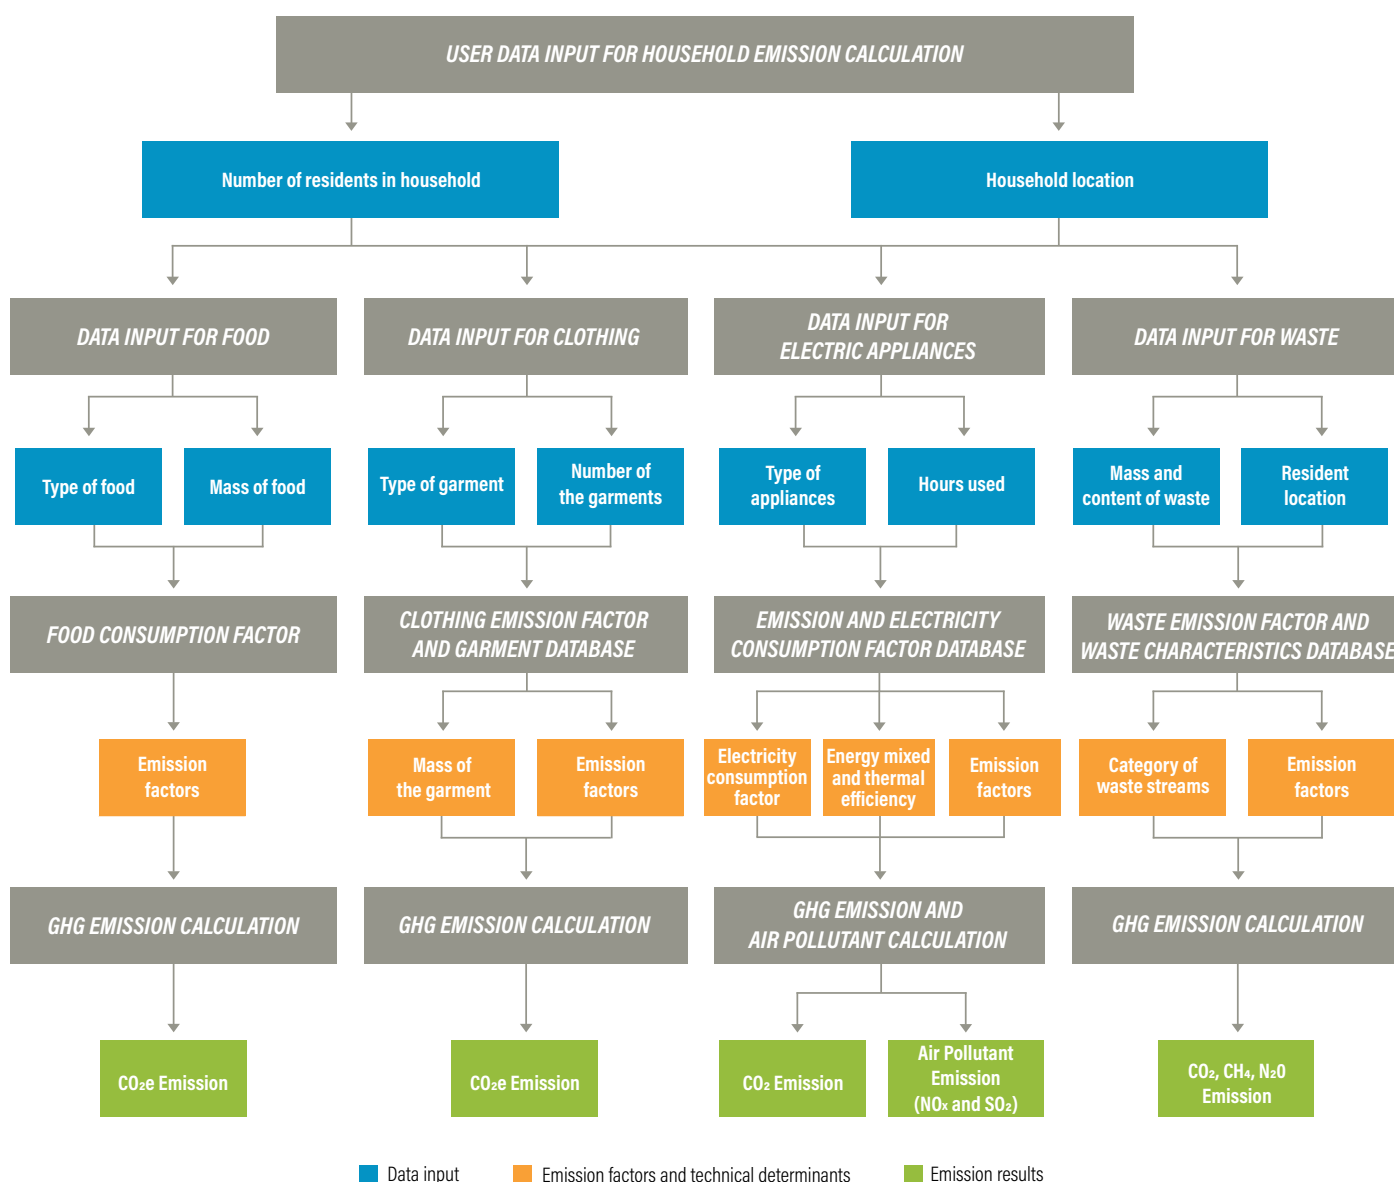 USER DATA INPUT FOR HOUSEHOLD EMISSION CALCULATION
Number of residents in household
Household location
DATA INPUT FOR FOOD
DATA INPUT FOR CLOTHING
DATA INPUT FOR
ELECTRIC APPLIANCES
DATA INPUT FOR WASTE
Type of food
Mass of food
Type of garment
Number of
the garments
Type of
appliances
Hours used
Mass and
content of waste
Resident
location
FOOD CONSUMPTION FACTOR
CLOTHING EMISSION FACTOR
AND GARMENT DATABASE
EMISSION AND ELECTRICITY
CONSUMPTION FACTOR DATABASE
WASTE EMISSION FACTOR AND
WASTE CHARACTERISTICS DATABASE
Emission
factors
Mass of
the garment
Emission
factors
Electricity
consumption
factor
Energy mixed
and thermal
efficiency
Emission
factors
Category of
waste streams
Emission
factors
GHG EMISSION CALCULATION
GHG EMISSION CALCULATION
GHG EMISSION AND
AIR POLLUTANT CALCULATION
GHG EMISSION CALCULATION
CO₂e Emission
CO₂e Emission
CO₂ Emission
Air Pollutant
Emission
(NOₓ and SO₂)
CO₂, CH₄, N₂O
Emission
Data input
Emission factors and technical determinants
Emission results